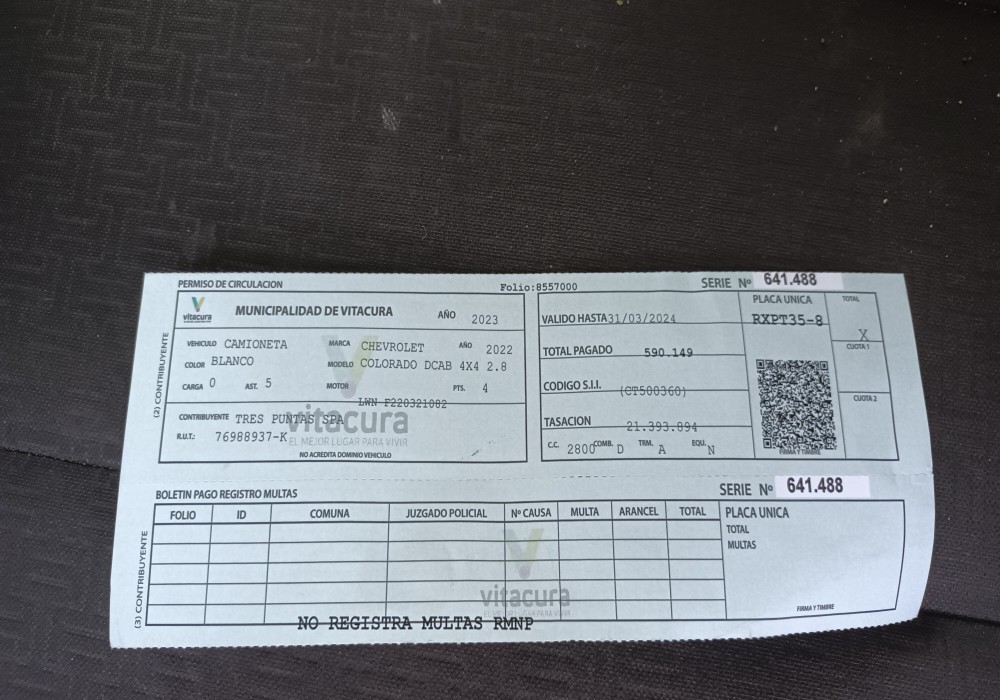 PERMISO DE CIRCULACION Folio:8557000 SERIE Nº 641.488
vitacura MUNICIPALIDAD DE VITACURA AÑO 2023
VEHICULO CAMIONETA MARCA CHEVROLET AÑO 2022
COLOR BLANCO MODELO COLORADO DCAB 4X4 2.8
CARGA 0 AST. 5 MOTOR PTS. 4
LWN F220321082
CONTRIBUYENTE TRES PUNTAS SPA
R.U.T.: 76988937-K
vitacura
EL MEJOR LUGAR PARA VIVIR
NO ACREDITA DOMINIO VEHICULO
(2) CONTRIBUYENTE
VALIDO HASTA 31/03/2024
TOTAL PAGADO 590.149
CODIGO S.I.I. (CT500360)
TASACION 21.393.894
C.C. 2800 COMB. D TRM. A EQU. N
PLACA UNICA
RXPT35-8
FIRMA Y TIMBRE
TOTAL
X
CUOTA 1
CUOTA 2
BOLETIN PAGO REGISTRO MULTAS SERIE Nº 641.488
FOLIO ID COMUNA JUZGADO POLICIAL Nº CAUSA MULTA ARANCEL TOTAL
PLACA UNICA
TOTAL
MULTAS
vitacura
EL MEJOR LUGAR PARA VIVIR
FIRMA Y TIMBRE
NO REGISTRA MULTAS RMNP
(3) CONTRIBUYENTE